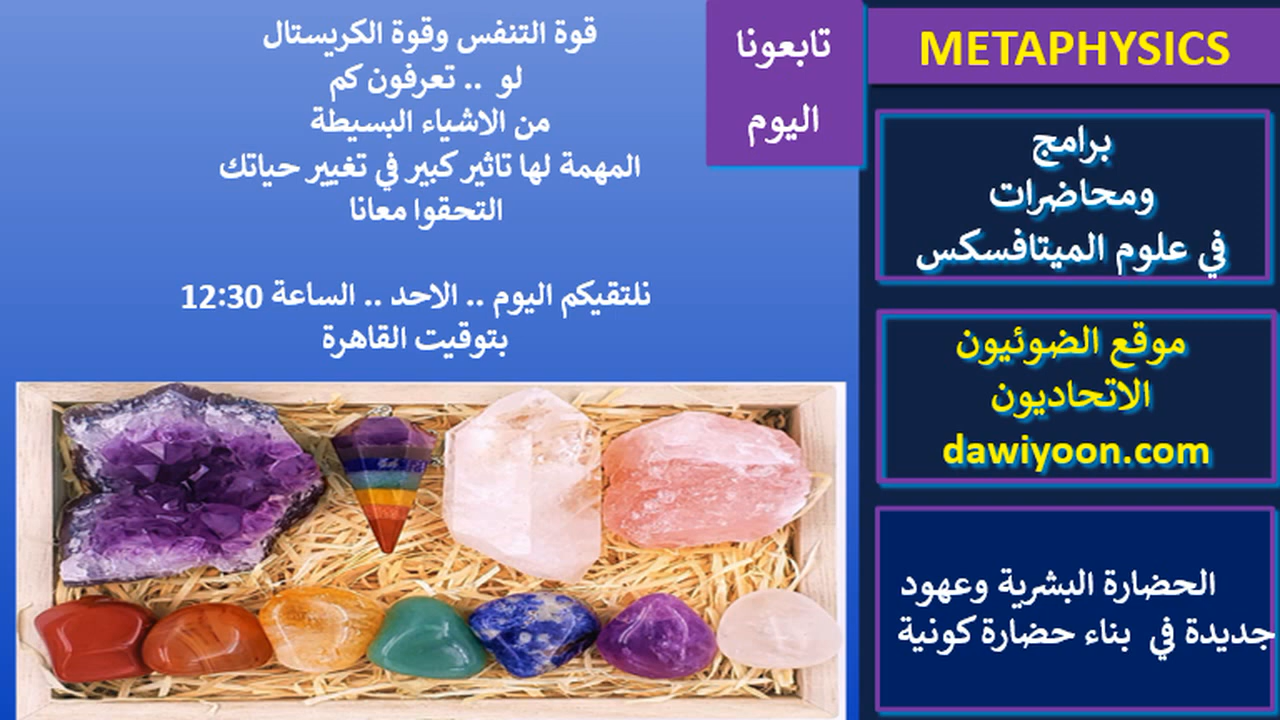 METAPHYSICS
تابعونا
اليوم
قوة التنفس وقوة الكريستال
لو .. تعرفون كم
من الاشياء البسيطة
المهمة لها تاثير كبير في تغيير حياتك
التحقوا معانا
نلتقيكم اليوم .. الاحد .. الساعة 12:30
بتوقيت القاهرة
برامج
ومحاضرات
في علوم الميتافسكس
موقع الضوئيون
الاتحاديون
dawiyoon.com
الحضارة البشرية وعهود
جديدة في بناء حضارة كونية